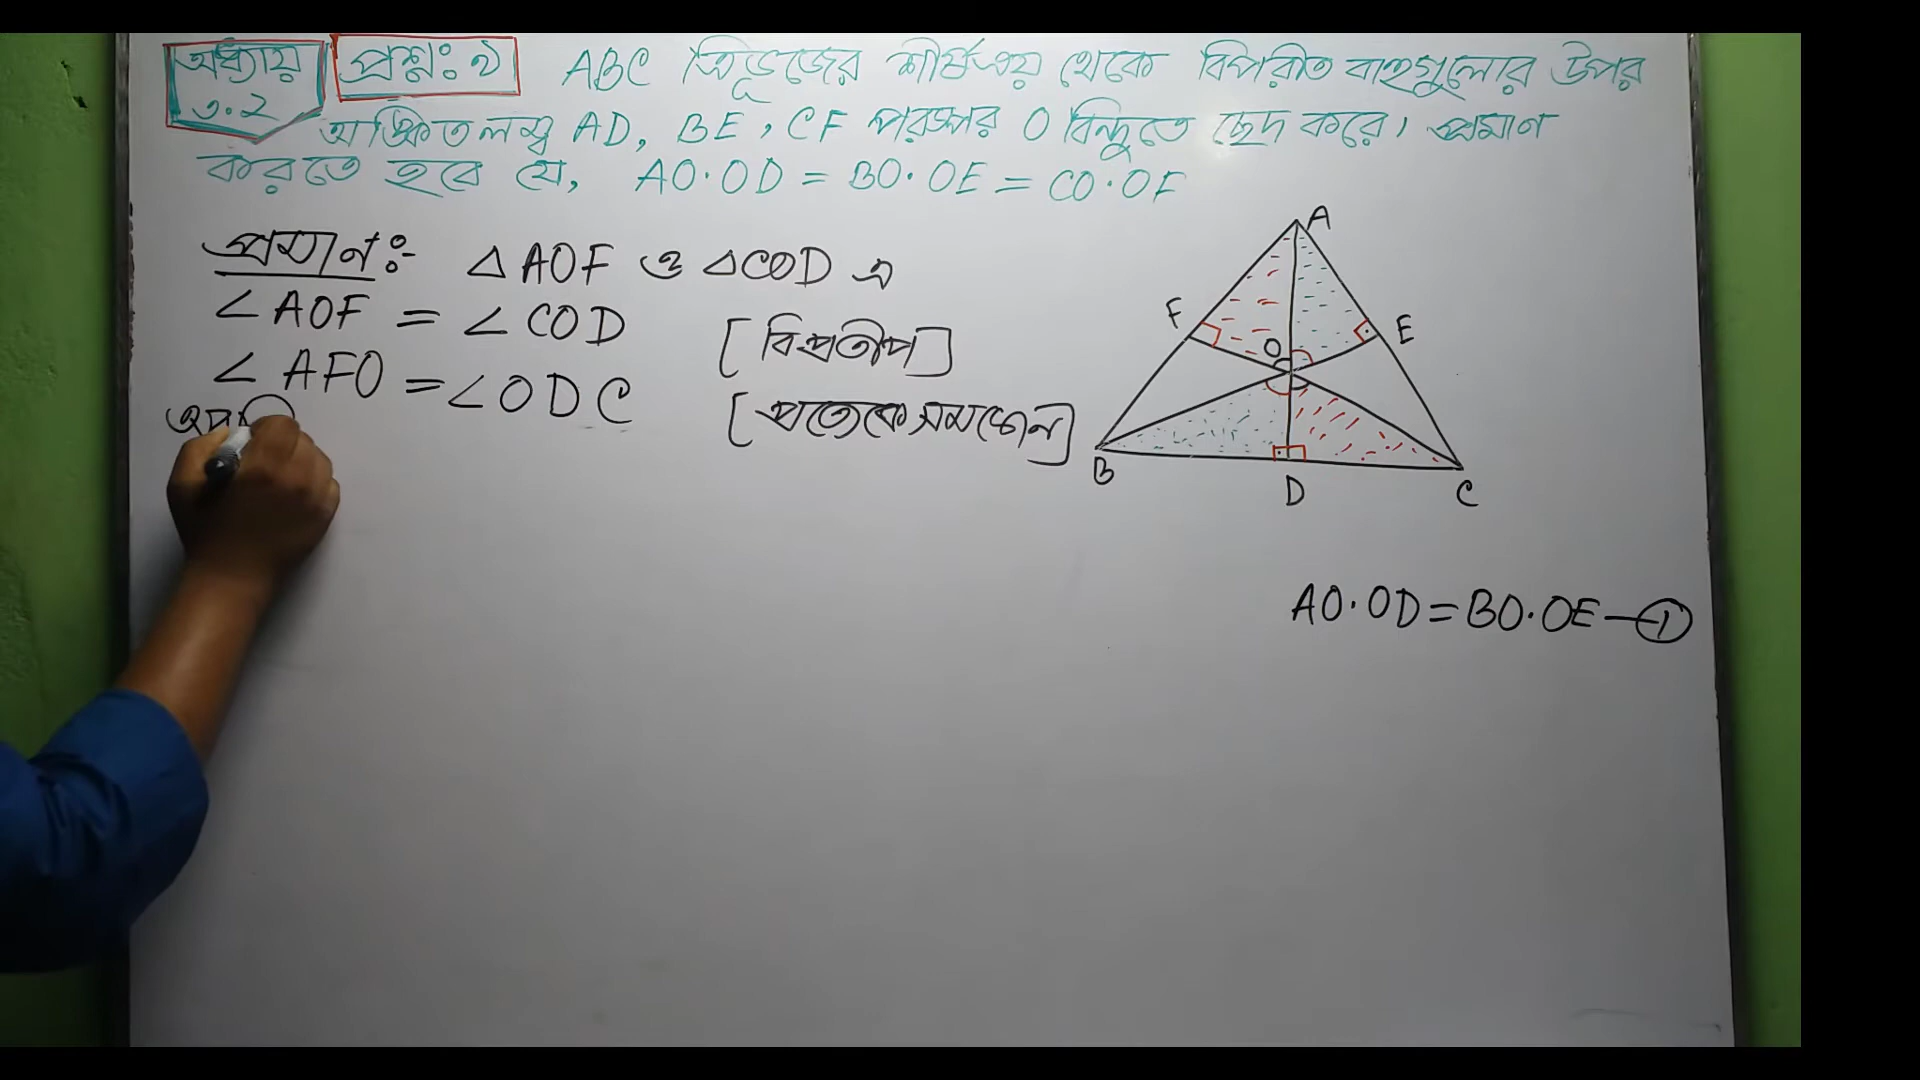 অধ্যায়
৩.২
প্রশ্ন: ১ ABC ত্রিভূজের শীর্ষত্রয় থেকে বিপরীত বাহুগুলোর উপর
অঙ্কিত লম্ব AD, BE, CF পরস্পর O বিন্দুতে ছেদ করে। প্রমাণ
করতে হবে যে, AO·OD = BO·OE = CO·OF
প্রমাণ:- △AOF ও △COD এ
∠AOF = ∠COD [বিপ্রতীপ]
∠AFO = ∠ODC [প্রত্যেকে সমকোণ]
A
F
E
O
B
D
C
AO·OD = BO·OE — ①